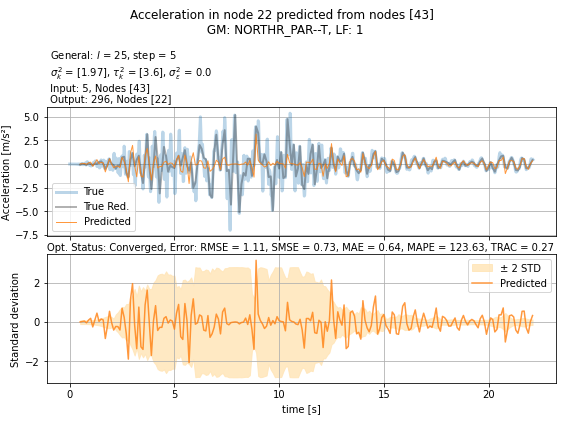 Acceleration in node 22 predicted from nodes [43]
GM: NORTHR_PAR--T, LF: 1
General: l = 25, step = 5
σ²ₖ = [1.97], τ²ₖ = [3.6], σ²ε = 0.0
Input: 5, Nodes [43]
Output: 296, Nodes [22]
Acceleration [m/s²]
5.0
2.5
0.0
−2.5
−5.0
−7.5
True
True Red.
Predicted
Opt. Status: Converged, Error: RMSE = 1.11, SMSE = 0.73, MAE = 0.64, MAPE = 123.63, TRAC = 0.27
Standard deviation
2
0
−2
± 2 STD
Predicted
0
5
10
15
20
time [s]